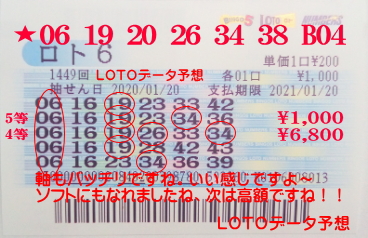 ★06 19 20 26 34 38 B04
ロト6
単価1口¥200
1449回 LOTOデータ予想 各01口 ¥1,000
抽せん日 2020/01/20 支払期限 2021/01/20
06 16 19 23 33 42
5等 06 16 19 23 34 36 ¥1,000
4等 06 16 19 26 33 34 ¥6,800
06 16 19 28 42 43
06 16 23 34 36 39
軸もバッチリですね。いい感じですよ~
ソフトにもなれましたね、次は高額ですね!!
LOTOデータ予想